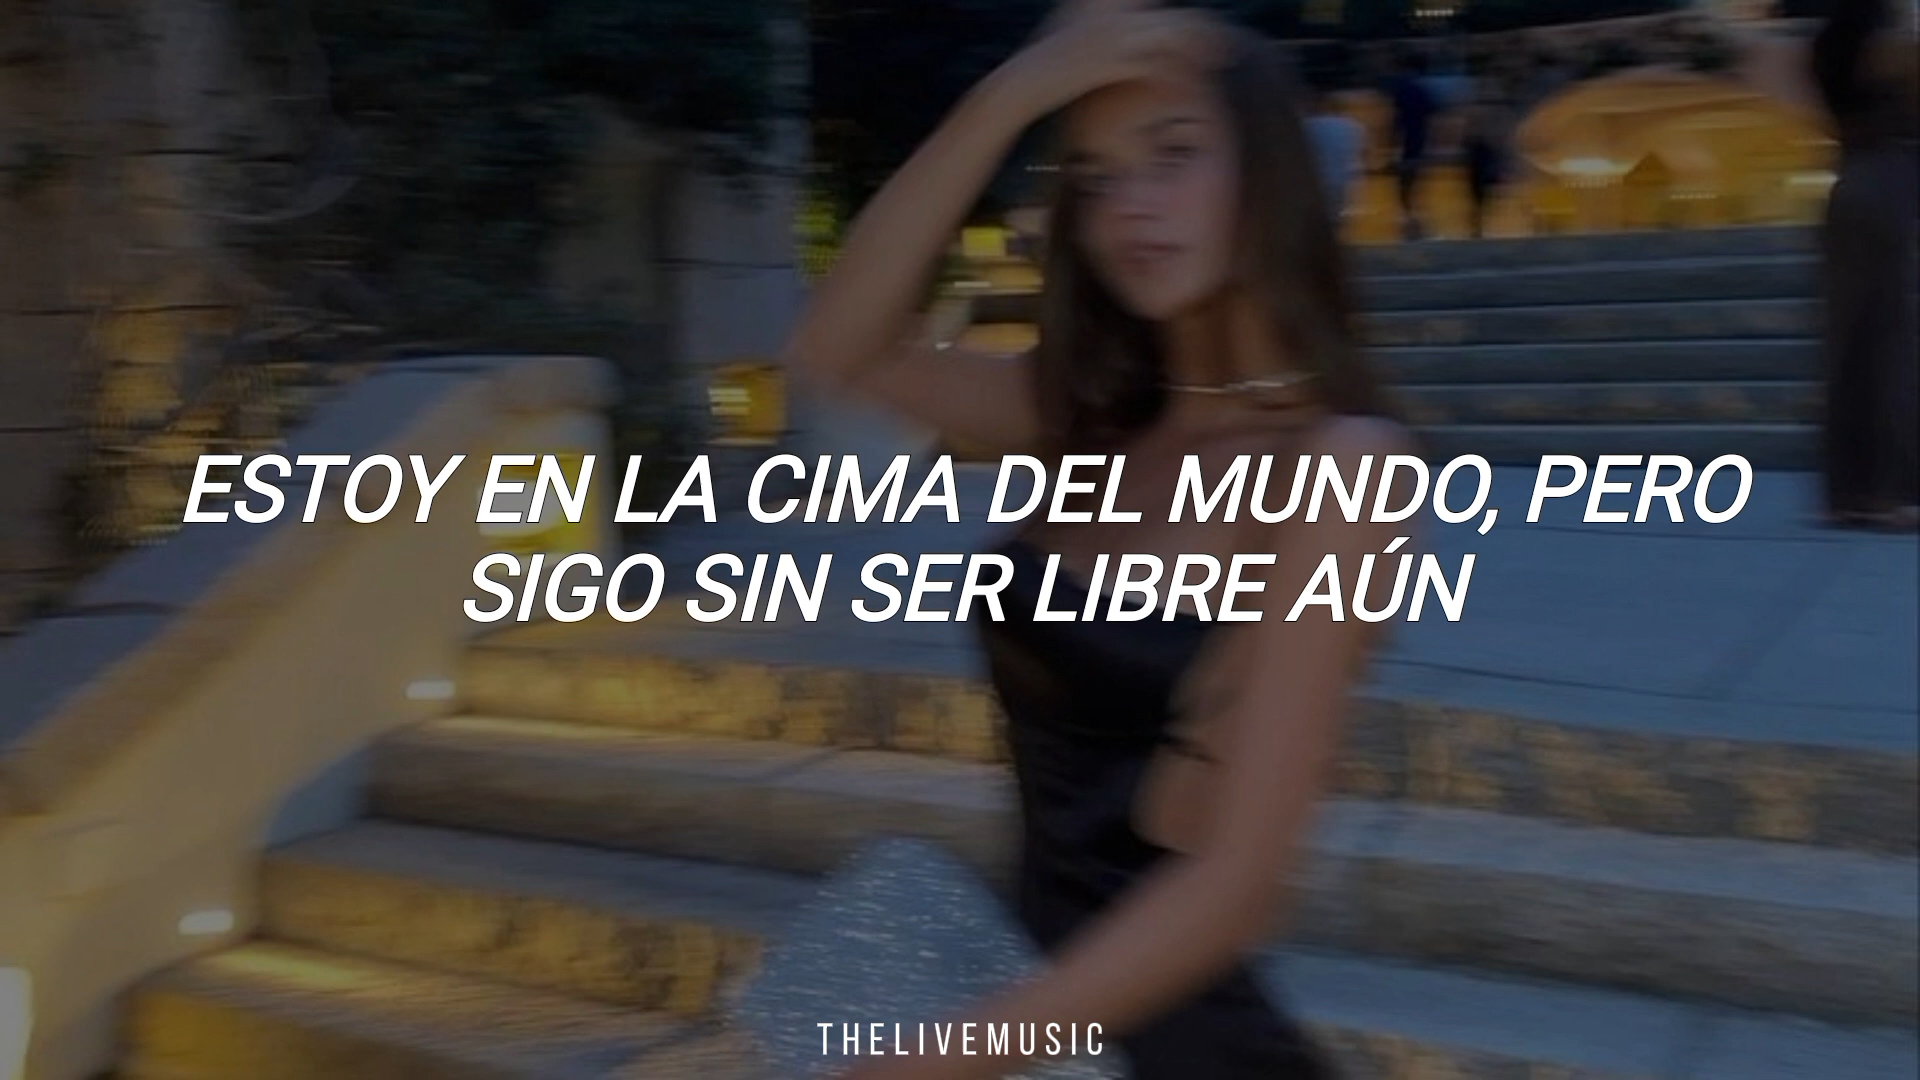 ESTOY EN LA CIMA DEL MUNDO, PERO
SIGO SIN SER LIBRE AÚN
THELIVEMUSIC